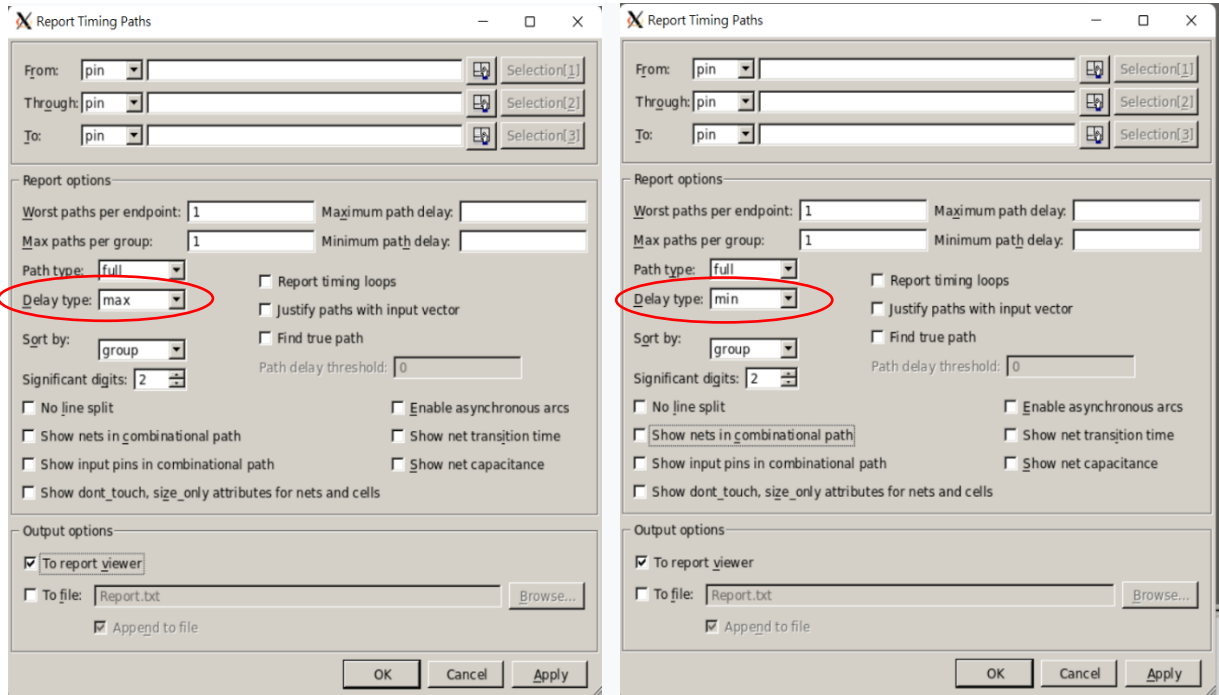 Report Timing Paths
From: pin Selection[1]
Through: pin Selection[2]
To: pin Selection[3]
Report options
Worst paths per endpoint: 1 Maximum path delay:
Max paths per group: 1 Minimum path delay:
Path type: full
Report timing loops
Delay type: max
Justify paths with input vector
Sort by: group
Find true path
Path delay threshold: 0
Significant digits: 2
No line split Enable asynchronous arcs
Show nets in combinational path Show net transition time
Show input pins in combinational path Show net capacitance
Show dont_touch, size_only attributes for nets and cells
Output options
To report viewer
To file: Report.txt Browse...
Append to file
OK Cancel Apply
Report Timing Paths
From: pin Selection[1]
Through: pin Selection[2]
To: pin Selection[3]
Report options
Worst paths per endpoint: 1 Maximum path delay:
Max paths per group: 1 Minimum path delay:
Path type: full
Report timing loops
Delay type: min
Justify paths with input vector
Sort by: group
Find true path
Path delay threshold: 0
Significant digits: 2
No line split Enable asynchronous arcs
Show nets in combinational path Show net transition time
Show input pins in combinational path Show net capacitance
Show dont_touch, size_only attributes for nets and cells
Output options
To report viewer
To file: Report.txt Browse...
Append to file
OK Cancel Apply